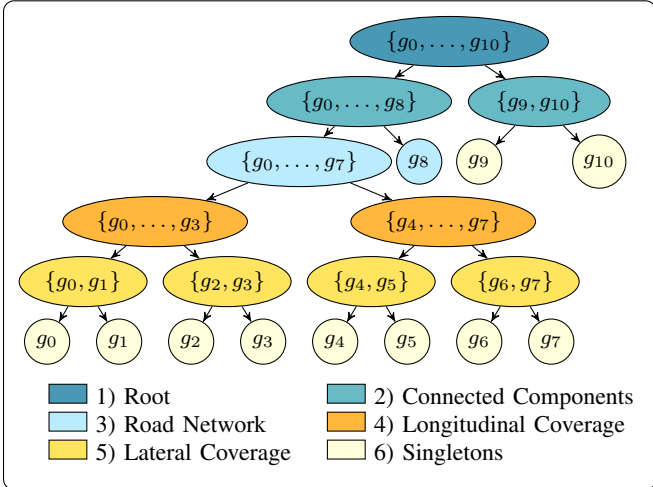 {g₀, . . . , g₁₀}
{g₀, . . . , g₈} {g₉, g₁₀}
{g₀, . . . , g₇} g₈ g₉ g₁₀
{g₀, . . . , g₃} {g₄, . . . , g₇}
{g₀, g₁} {g₂, g₃} {g₄, g₅} {g₆, g₇}
g₀ g₁ g₂ g₃ g₄ g₅ g₆ g₇
1) Root 2) Connected Components
3) Road Network 4) Longitudinal Coverage
5) Lateral Coverage 6) Singletons